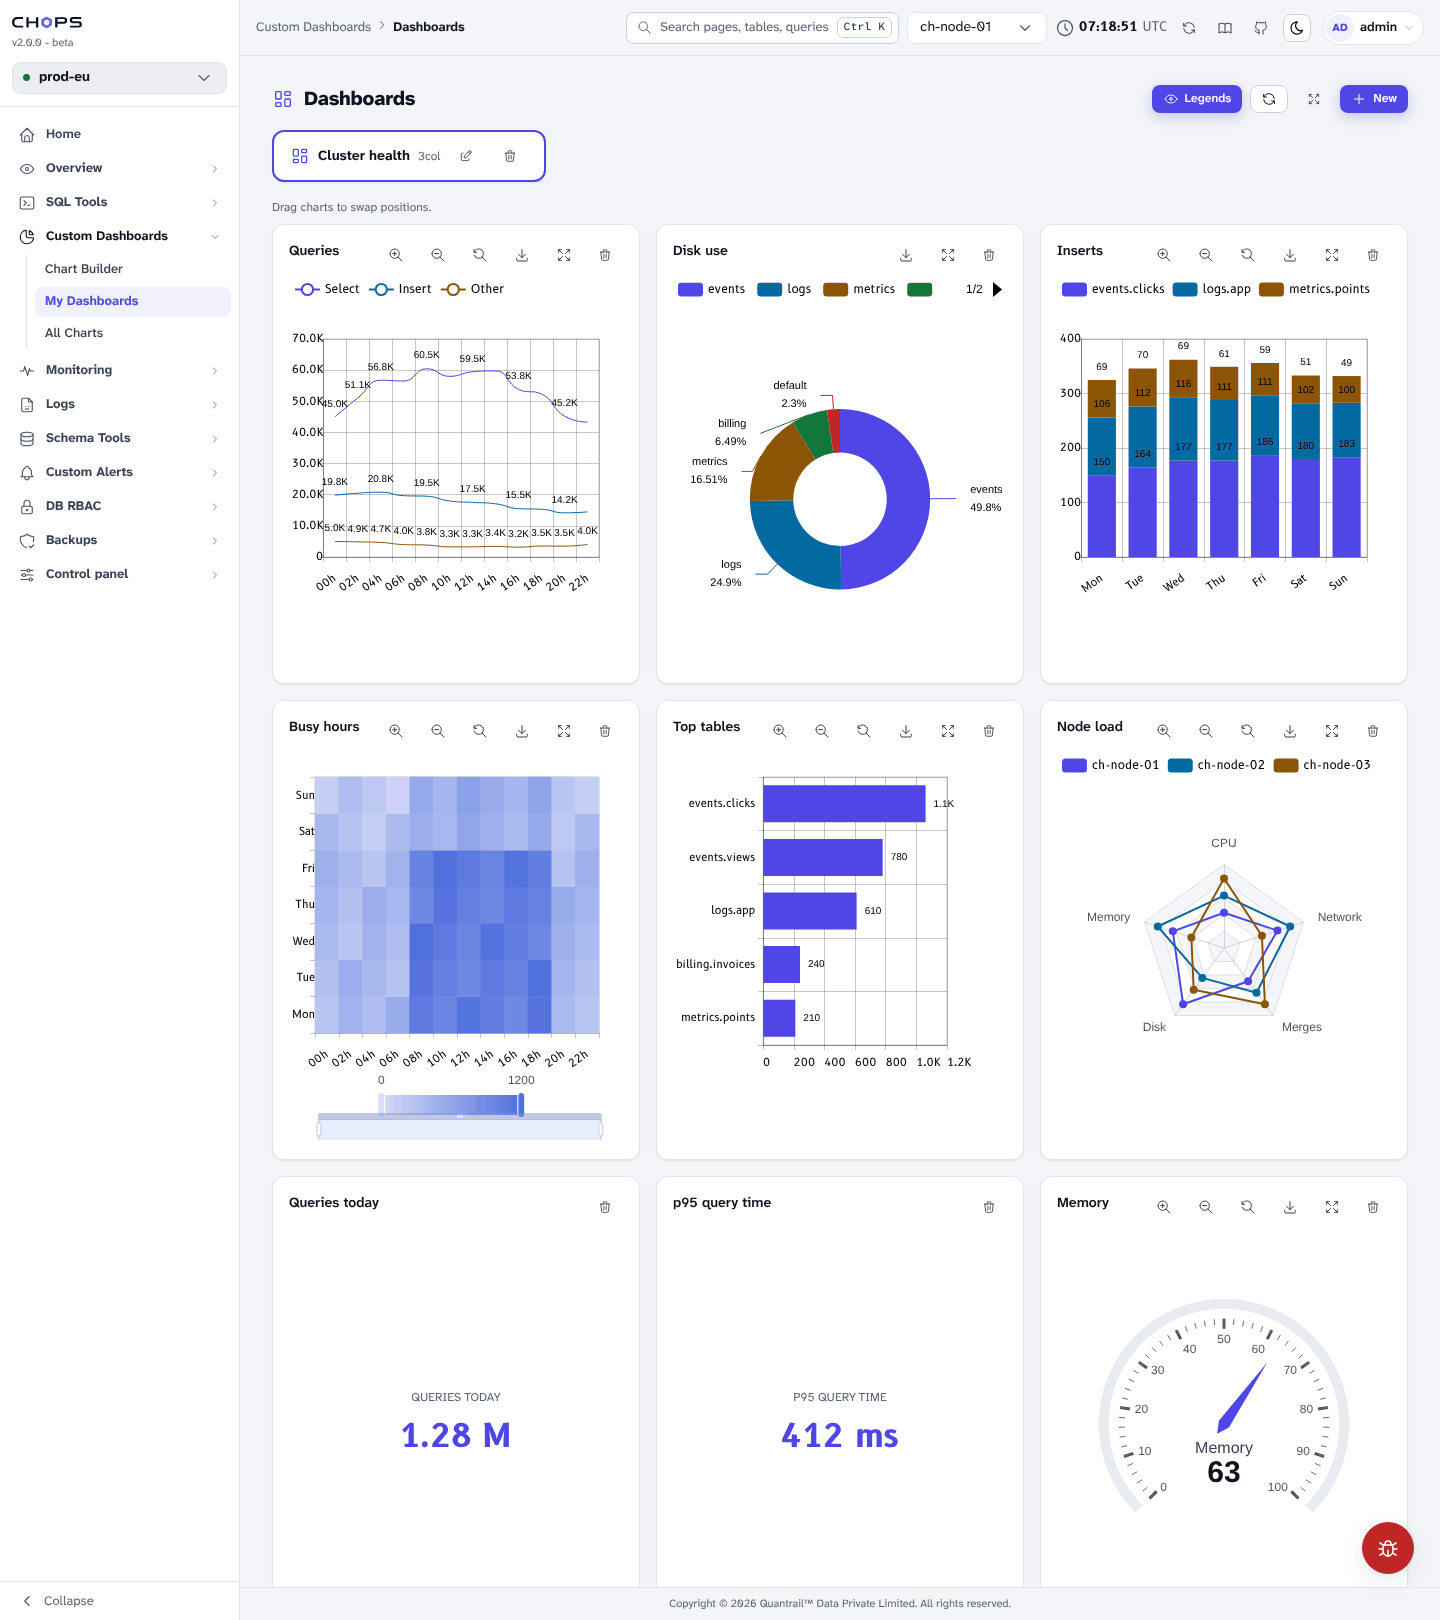 CHOPS
v2.0.0 - beta
prod-eu
Home
Overview
SQL Tools
Custom Dashboards
Chart Builder
My Dashboards
All Charts
Monitoring
Logs
Schema Tools
Custom Alerts
DB RBAC
Backups
Control panel
Collapse
Custom Dashboards > Dashboards
Search pages, tables, queries Ctrl K
ch-node-01
07:18:51 UTC
AD admin
Dashboards
Legends
New
Cluster health 3col
Drag charts to swap positions.
Queries
Select Insert Other
70.0K
60.0K
50.0K
40.0K
30.0K
20.0K
10.0K
0
45.0K 51.1K 56.8K 60.5K 59.5K 53.8K 45.2K
19.8K 20.8K 19.5K 17.5K 15.5K 14.2K
5.0K 4.9K 4.7K 4.0K 3.8K 3.3K 3.3K 3.4K 3.2K 3.5K 3.5K 4.0K
00h 02h 04h 06h 08h 10h 12h 14h 16h 18h 20h 22h
Disk use
events logs metrics 1/2
default
2.3%
billing
6.49%
metrics
16.51%
events
49.8%
logs
24.9%
Inserts
events.clicks logs.app metrics.points
400
300
200
100
0
69 70 69 61 59 51 49
106 112 116 111 111 102 100
150 164 177 177 186 180 183
Mon Tue Wed Thu Fri Sat Sun
Busy hours
Sun
Sat
Fri
Thu
Wed
Tue
Mon
00h 02h 04h 06h 08h 10h 12h 14h 16h 18h 20h 22h
0 1200
Top tables
events.clicks 1.1K
events.views 780
logs.app 610
billing.invoices 240
metrics.points 210
0 200 400 600 800 1.0K 1.2K
Node load
ch-node-01 ch-node-02 ch-node-03
CPU
Memory
Network
Disk
Merges
Queries today
QUERIES TODAY
1.28 M
p95 query time
P95 QUERY TIME
412 ms
Memory
0 10 20 30 40 50 60 70 80 90 100
Memory
63
Copyright © 2026 Quantrail™ Data Private Limited. All rights reserved.